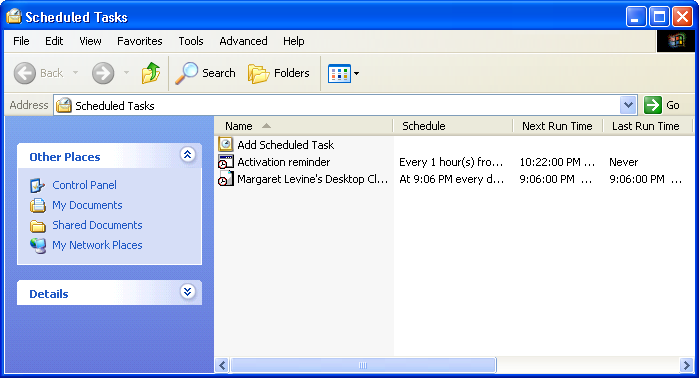 Scheduled Tasks
File Edit View Favorites Tools Advanced Help
Back Search Folders
Address Scheduled Tasks Go
Other Places
Control Panel
My Documents
Shared Documents
My Network Places
Details
Name Schedule Next Run Time Last Run Time
Add Scheduled Task
Activation reminder Every 1 hour(s) fro... 10:22:00 PM ... Never
Margaret Levine's Desktop Cl... At 9:06 PM every d... 9:06:00 PM ... 9:06:00 PM ...